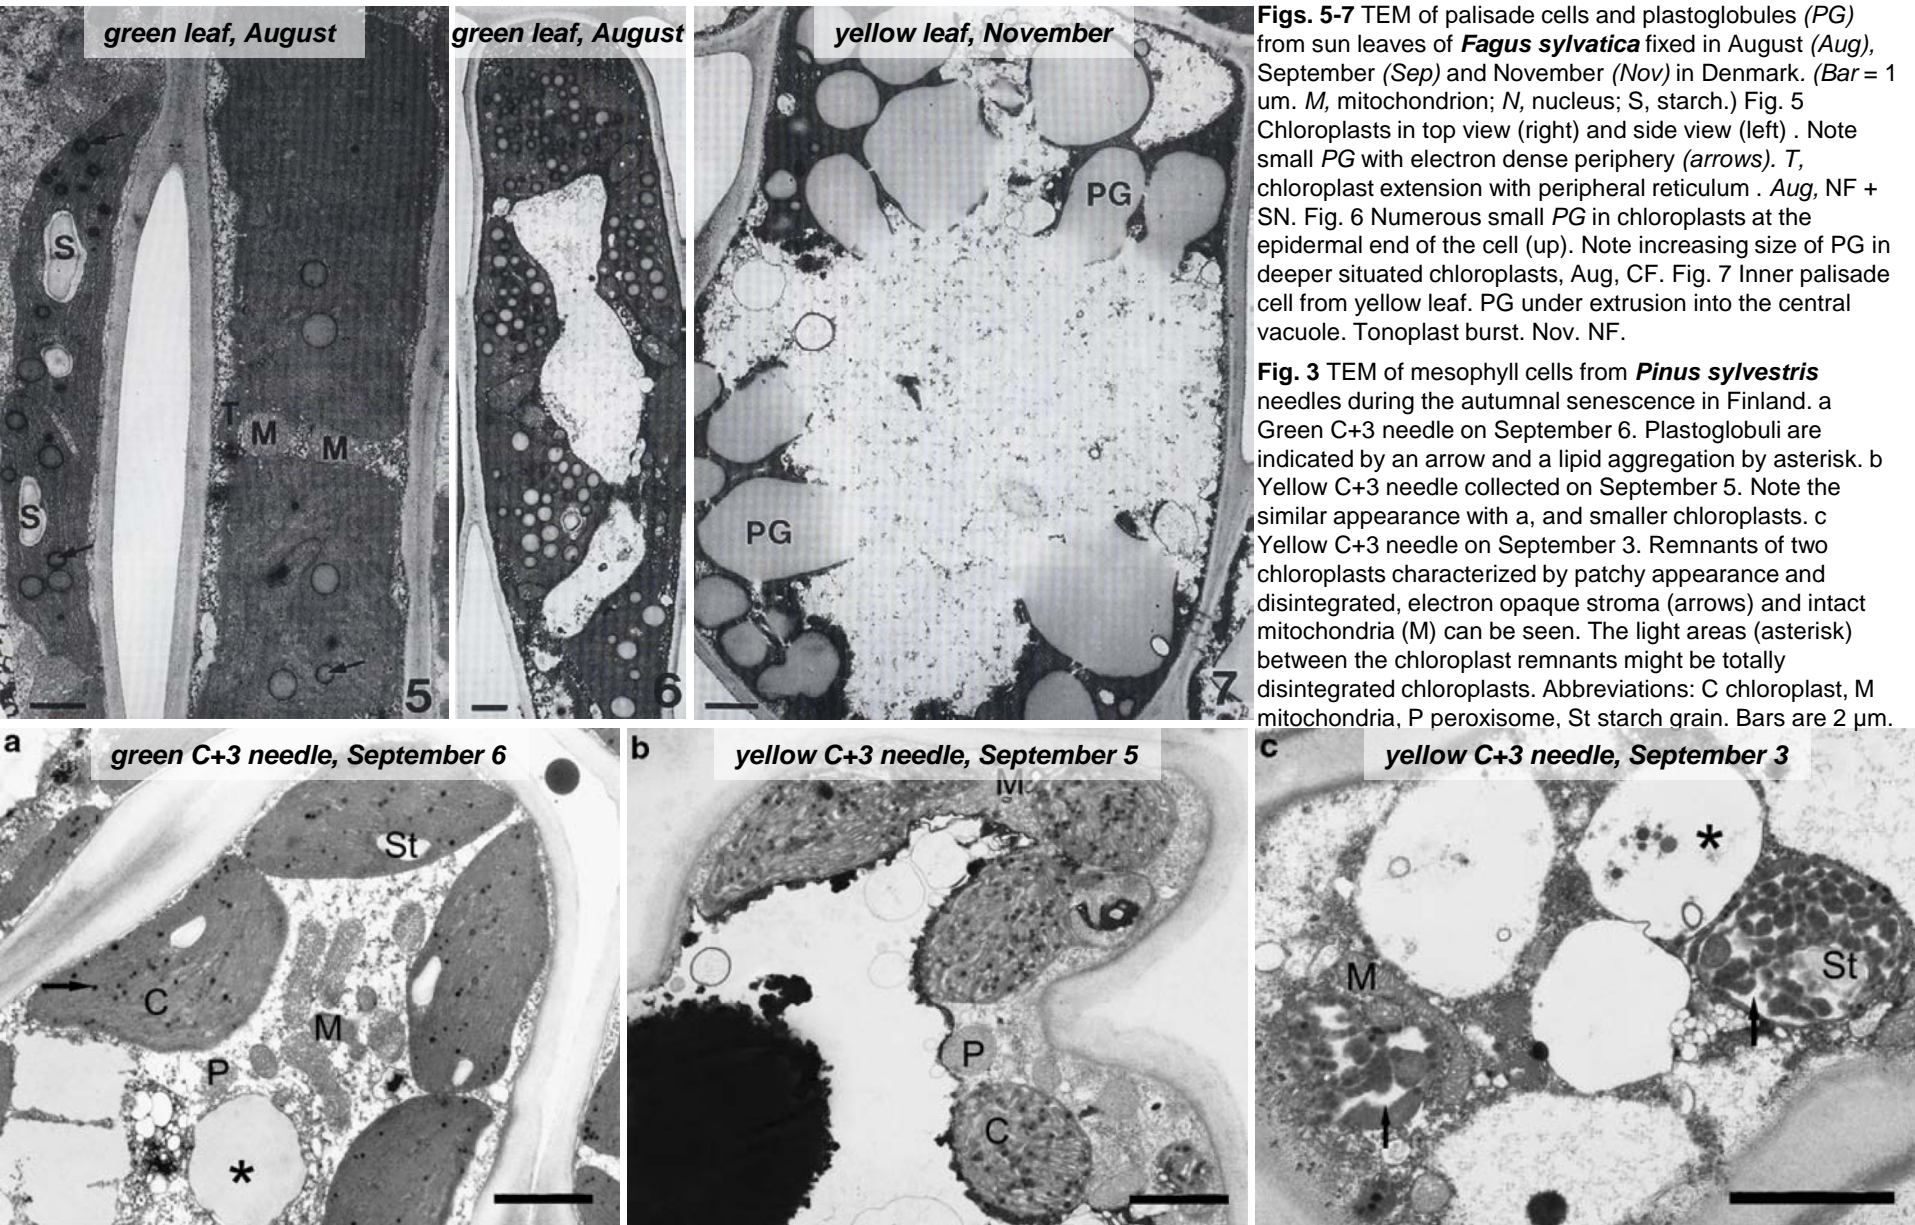 green leaf, August
green leaf, August
yellow leaf, November
S
S
T
M
M
5
6
PG
PG
7
Figs. 5-7 TEM of palisade cells and plastoglobules (PG)
from sun leaves of Fagus sylvatica fixed in August (Aug),
September (Sep) and November (Nov) in Denmark. (Bar = 1
um. M, mitochondrion; N, nucleus; S, starch.) Fig. 5
Chloroplasts in top view (right) and side view (left) . Note
small PG with electron dense periphery (arrows). T,
chloroplast extension with peripheral reticulum . Aug, NF +
SN. Fig. 6 Numerous small PG in chloroplasts at the
epidermal end of the cell (up). Note increasing size of PG in
deeper situated chloroplasts, Aug, CF. Fig. 7 Inner palisade
cell from yellow leaf. PG under extrusion into the central
vacuole. Tonoplast burst. Nov. NF.
Fig. 3 TEM of mesophyll cells from Pinus sylvestris
needles during the autumnal senescence in Finland. a
Green C+3 needle on September 6. Plastoglobuli are
indicated by an arrow and a lipid aggregation by asterisk. b
Yellow C+3 needle collected on September 5. Note the
similar appearance with a, and smaller chloroplasts. c
Yellow C+3 needle on September 3. Remnants of two
chloroplasts characterized by patchy appearance and
disintegrated, electron opaque stroma (arrows) and intact
mitochondria (M) can be seen. The light areas (asterisk)
between the chloroplast remnants might be totally
disintegrated chloroplasts. Abbreviations: C chloroplast, M
mitochondria, P peroxisome, St starch grain. Bars are 2 µm.
a
green C+3 needle, September 6
St
C
M
P
*
b
yellow C+3 needle, September 5
M
P
C
c
yellow C+3 needle, September 3
*
M
St